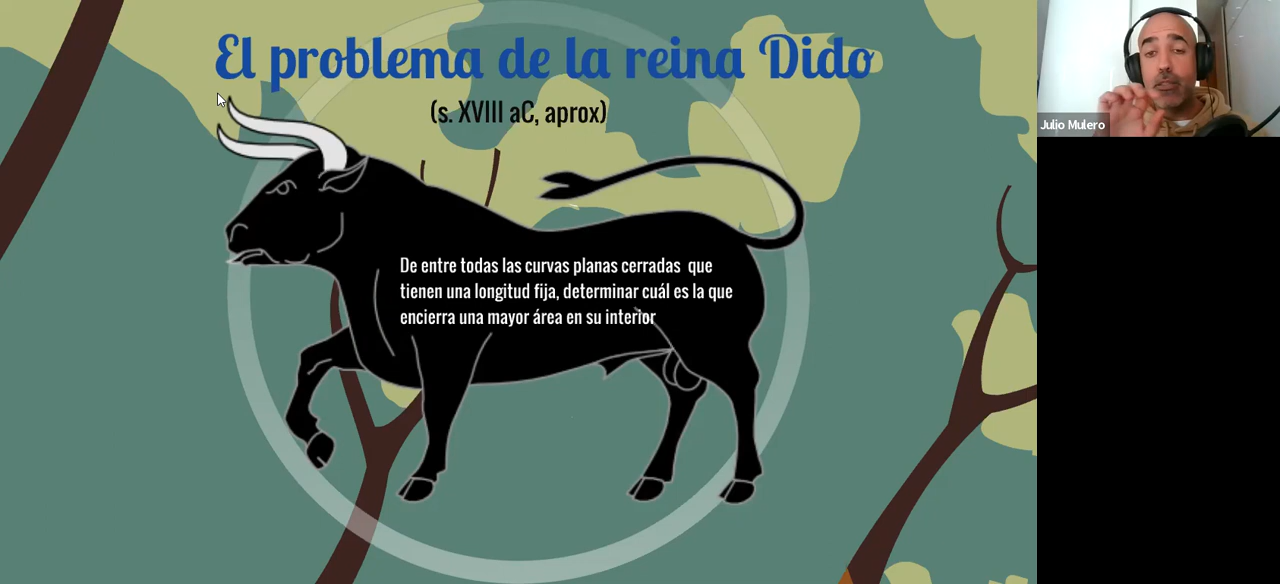 El problema de la reina Dido
(s. XVIII aC, aprox)
De entre todas las curvas planas cerradas que
tienen una longitud fija, determinar cuál es la que
encierra una mayor área en su interior
Julio Mulero